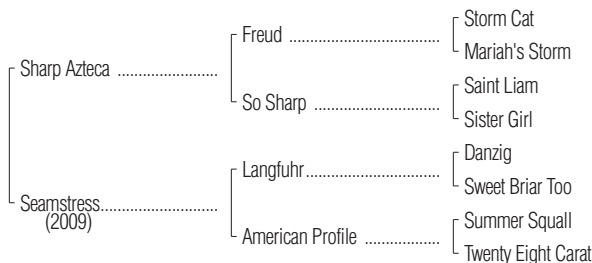 Storm Cat
Freud ........................................
Mariah's Storm
Sharp Azteca ..........................
Saint Liam
So Sharp .................................
Sister Girl
Danzig
Langfuhr...................................
Sweet Briar Too
Seamstress..............................
(2009)
Summer Squall
American Profile ....................
Twenty Eight Carat